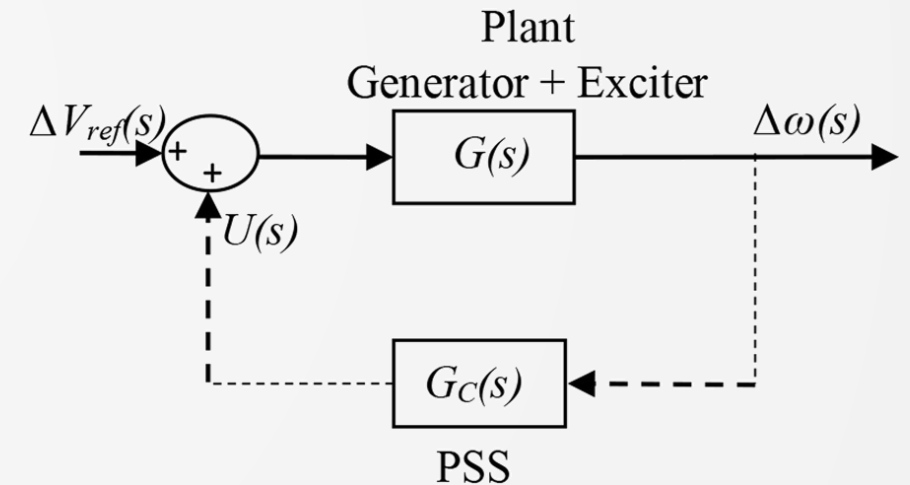 Plant
Generator + Exciter
ΔV_ref(s)
+
+
G(s)
Δω(s)
U(s)
G_C(s)
PSS